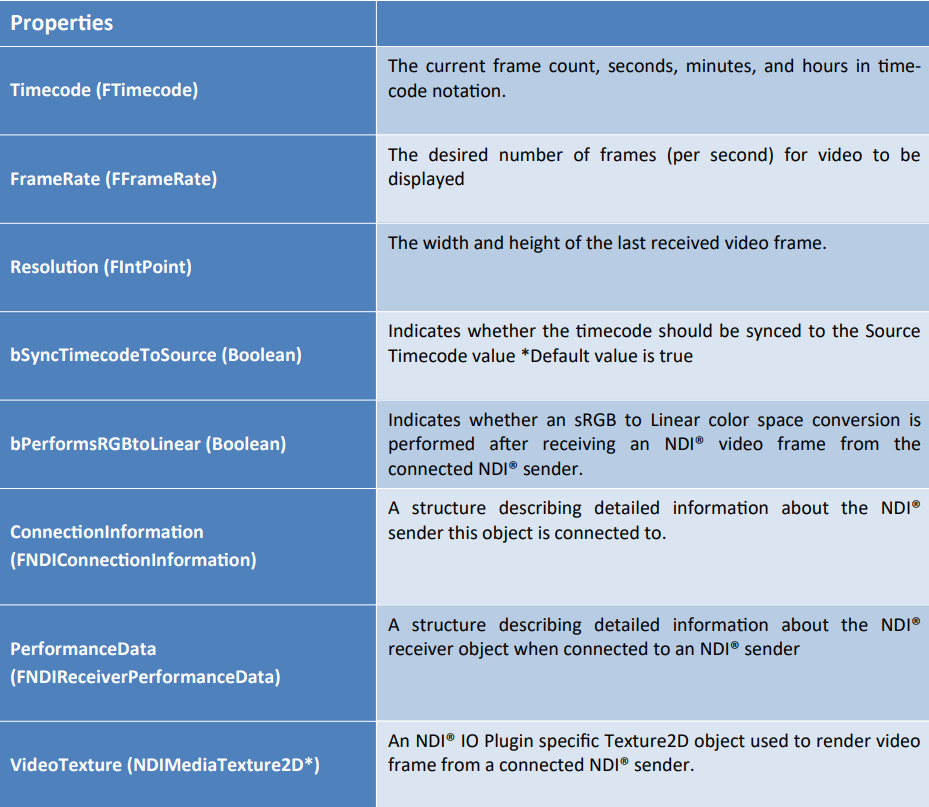 Properties
Timecode (FTimecode)
The current frame count, seconds, minutes, and hours in time-
code notation.
FrameRate (FFrameRate)
The desired number of frames (per second) for video to be
displayed
Resolution (FIntPoint)
The width and height of the last received video frame.
bSyncTimecodeToSource (Boolean)
Indicates whether the timecode should be synced to the Source
Timecode value *Default value is true
bPerformsRGBtoLinear (Boolean)
Indicates whether an sRGB to Linear color space conversion is
performed after receiving an NDI® video frame from the
connected NDI® sender.
ConnectionInformation
(FNDIConnectionInformation)
A structure describing detailed information about the NDI®
sender this object is connected to.
PerformanceData
(FNDIReceiverPerformanceData)
A structure describing detailed information about the NDI®
receiver object when connected to an NDI® sender
VideoTexture (NDIMediaTexture2D*)
An NDI® IO Plugin specific Texture2D object used to render video
frame from a connected NDI® sender.